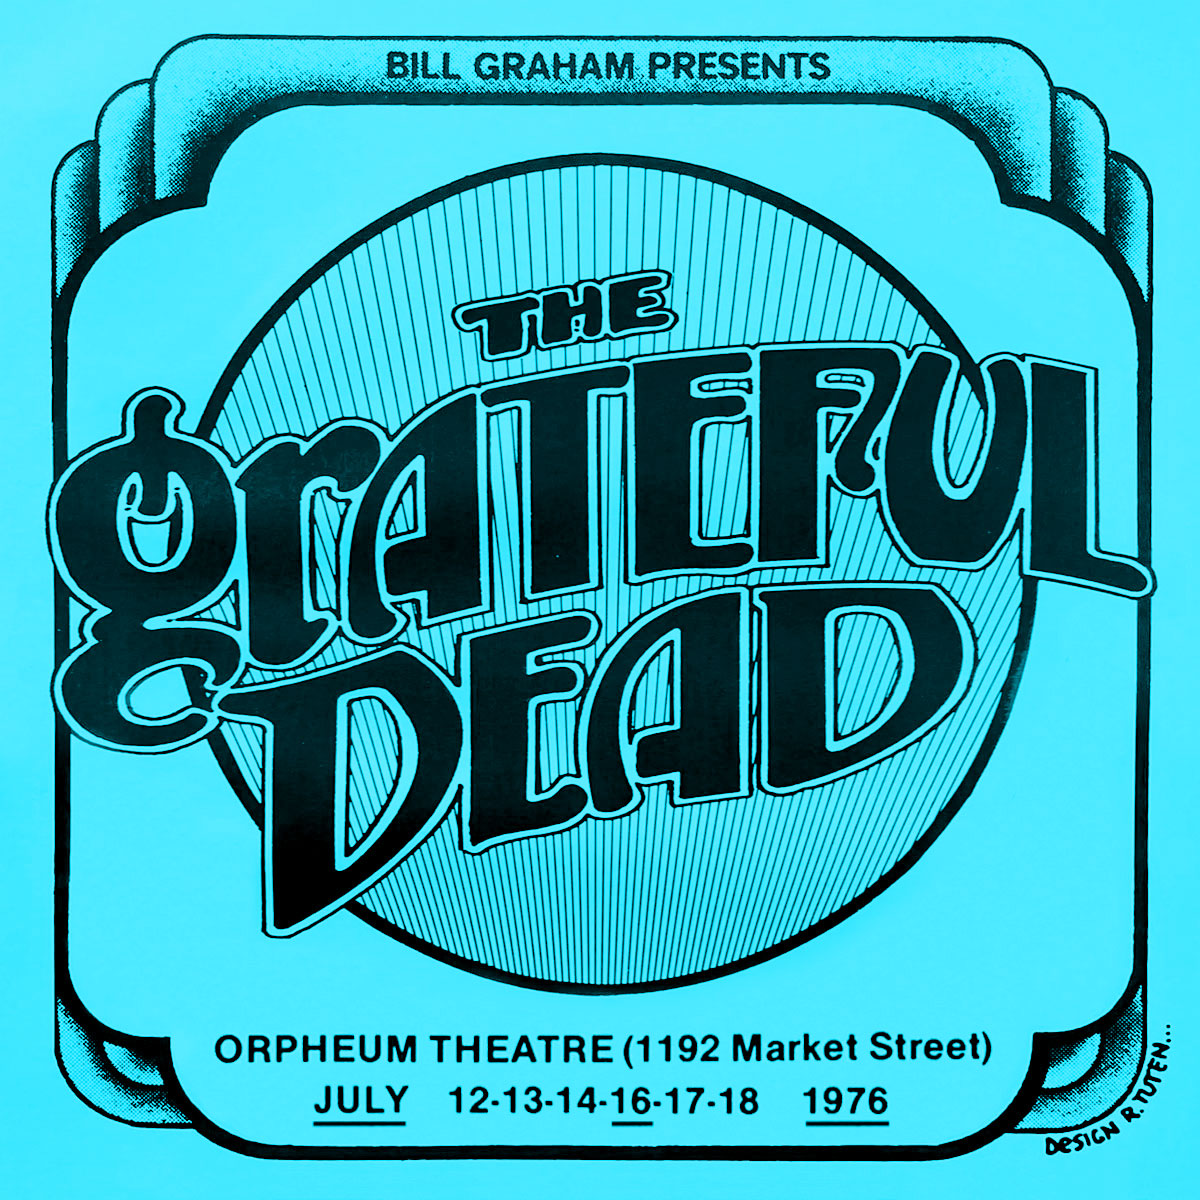 BILL GRAHAM PRESENTS
THE
grATEFUL
DEAD
ORPHEUM THEATRE (1192 Market Street)
JULY 12-13-14-16-17-18 1976
DESIGN R. TUTEN...